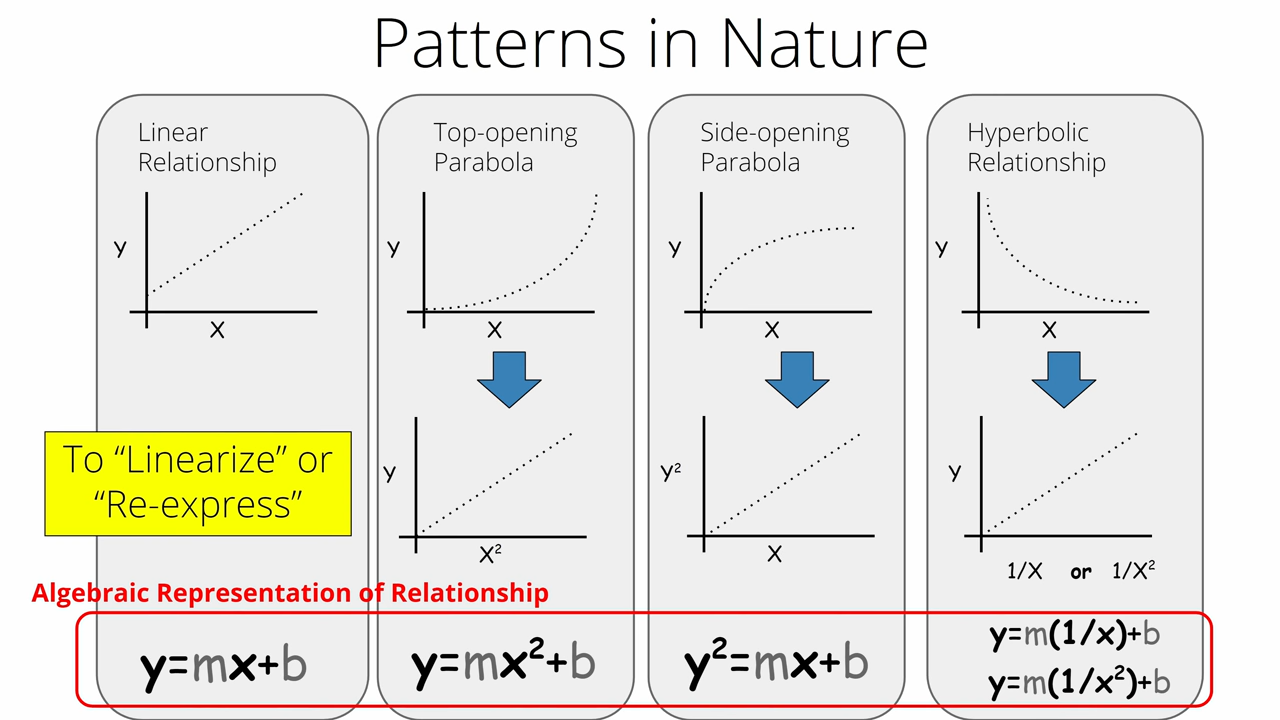 Patterns in Nature
Linear
Relationship
Y
X
Top-opening
Parabola
Y
X
Side-opening
Parabola
Y
X
Hyperbolic
Relationship
Y
X
To “Linearize” or
“Re-express”
Y
X²
Y²
X
Y
1/X or 1/X²
Algebraic Representation of Relationship
y=mx+b
y=mx²+b
y²=mx+b
y=m(1/x)+b
y=m(1/x²)+b